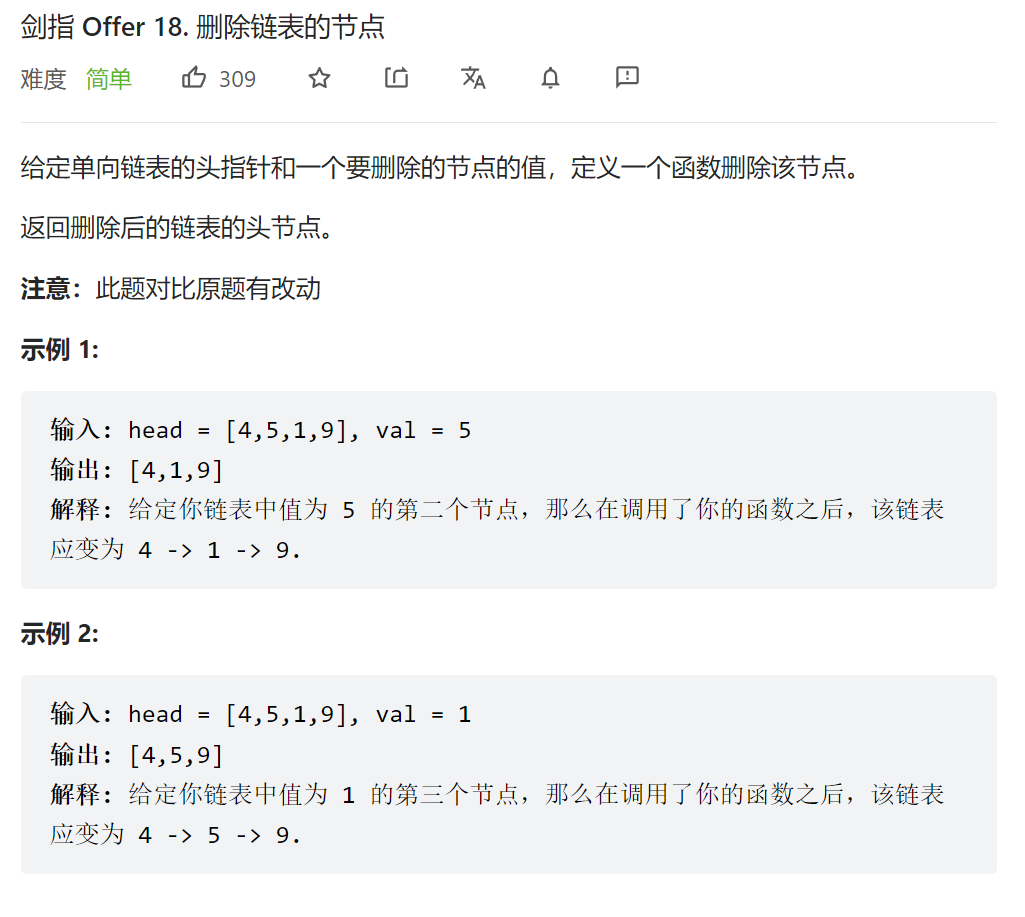 剑指 Offer 18. 删除链表的节点
难度 简单 309
给定单向链表的头指针和一个要删除的节点的值，定义一个函数删除该节点。
返回删除后的链表的头节点。
注意：此题对比原题有改动
示例 1:
输入: head = [4,5,1,9], val = 5
输出: [4,1,9]
解释: 给定你链表中值为 5 的第二个节点，那么在调用了你的函数之后，该链表
应变为 4 -> 1 -> 9.
示例 2:
输入: head = [4,5,1,9], val = 1
输出: [4,5,9]
解释: 给定你链表中值为 1 的第三个节点，那么在调用了你的函数之后，该链表
应变为 4 -> 5 -> 9.